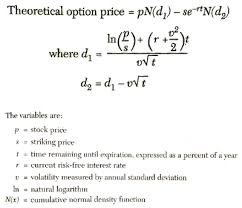 Theoretical option price = pN(d₁) – se⁻ʳᵗN(d₂)
where d₁ = (ln(p/s) + (r + v²/2)t) / (v√t)
d₂ = d₁ – v√t
The variables are:
p = stock price
s = striking price
t = time remaining until expiration, expressed as a percent of a year
r = current risk-free interest rate
v = volatility measured by annual standard deviation
ln = natural logarithm
N(x) = cumulative normal density function